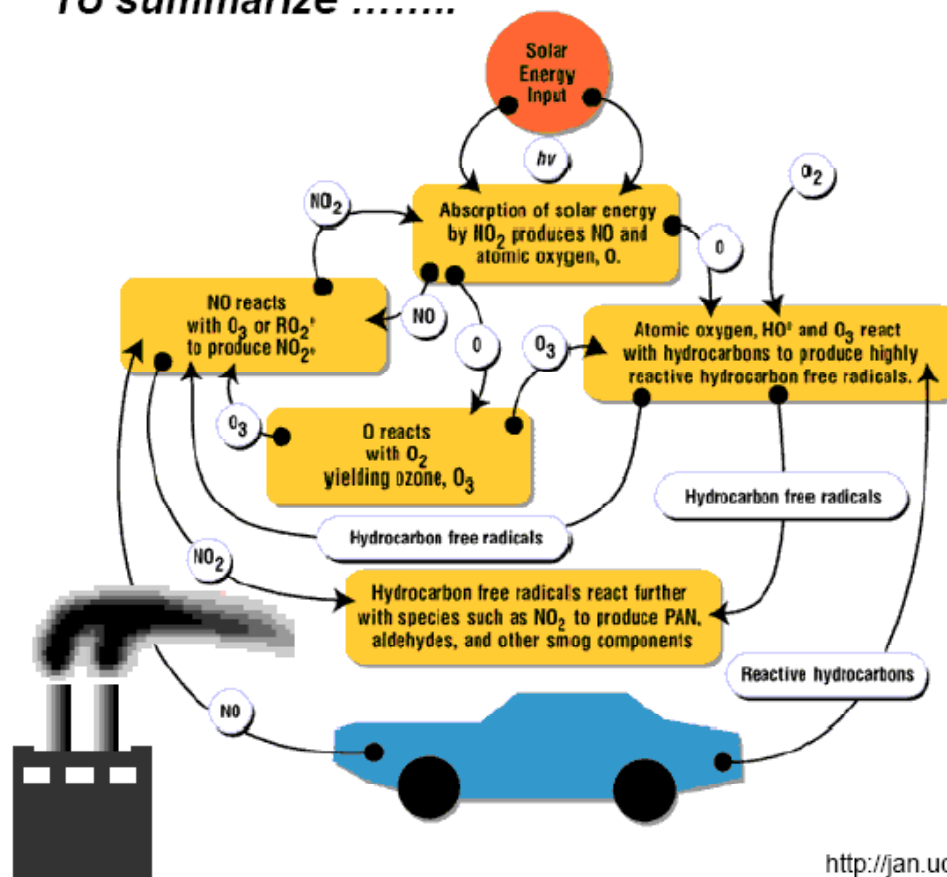 To summarize ........
Solar
Energy
Input
hv
NO₂
O₂
Absorption of solar energy
by NO₂ produces NO and
atomic oxygen, O.
O
NO reacts
with O₃ or RO₂•
to produce NO₂•
NO
O
O₃
Atomic oxygen, HO• and O₃ react
with hydrocarbons to produce highly
reactive hydrocarbon free radicals.
O₃
O reacts
with O₂
yielding ozone, O₃
Hydrocarbon free radicals
Hydrocarbon free radicals
NO₂
Hydrocarbon free radicals react further
with species such as NO₂ to produce PAN,
aldehydes, and other smog components
Reactive hydrocarbons
NO
http://jan.uc